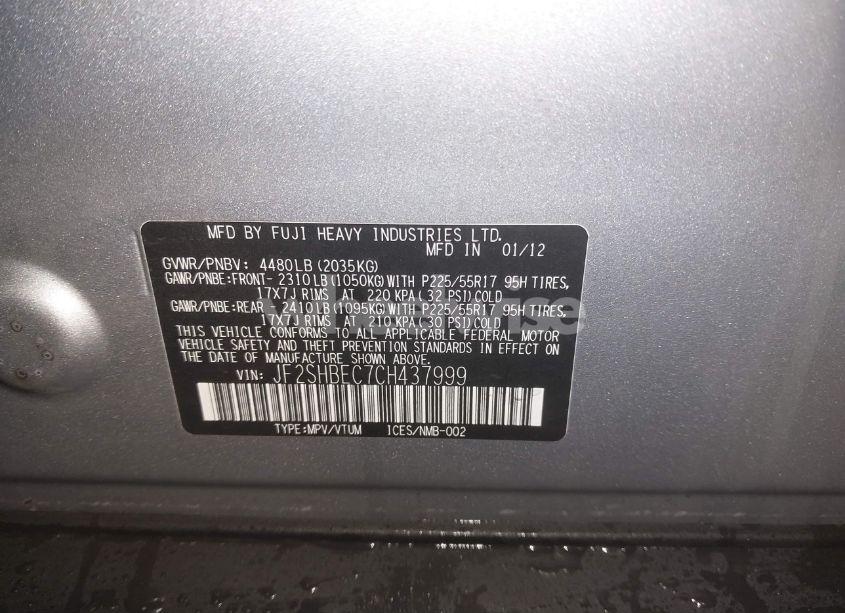 MFD BY FUJI HEAVY INDUSTRIES LTD.
MFD IN 01/12
GVWR/PNBV: 4480LB(2035KG)
GAWR/PNBE:FRONT- 2310LB(1050KG)WITH P225/55R17 95H TIRES,
17X7J RIMS AT 220 KPA(32 PSI)COLD
GAWR/PNBE:REAR - 2410LB(1095KG)WITH P225/55R17 95H TIRES,
17X7J RIMS AT 210 KPA(30 PSI)COLD
THIS VEHICLE CONFORMS TO ALL APPLICABLE FEDERAL MOTOR
VEHICLE SAFETY AND THEFT PREVENTION STANDARDS IN EFFECT ON
THE DATE OF MANUFACTURE SHOWN ABOVE.
VIN: JF2SHBEC7CH437999
TYPE:MPV/VTUM ICES/NMB-002